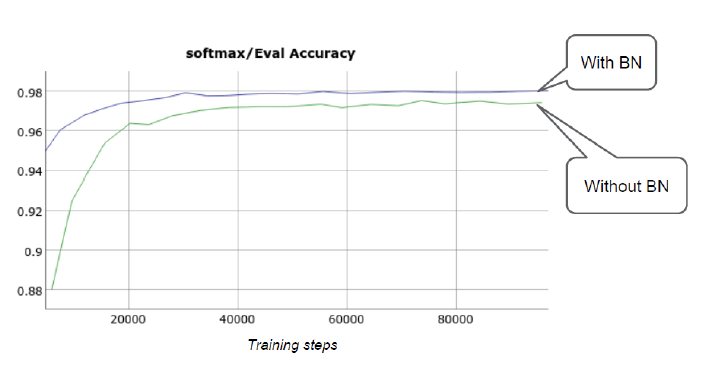 softmax/Eval Accuracy
With BN
0.98
0.96
0.94
Without BN
0.92
0.9
0.88
20000 40000 60000 80000
Training steps